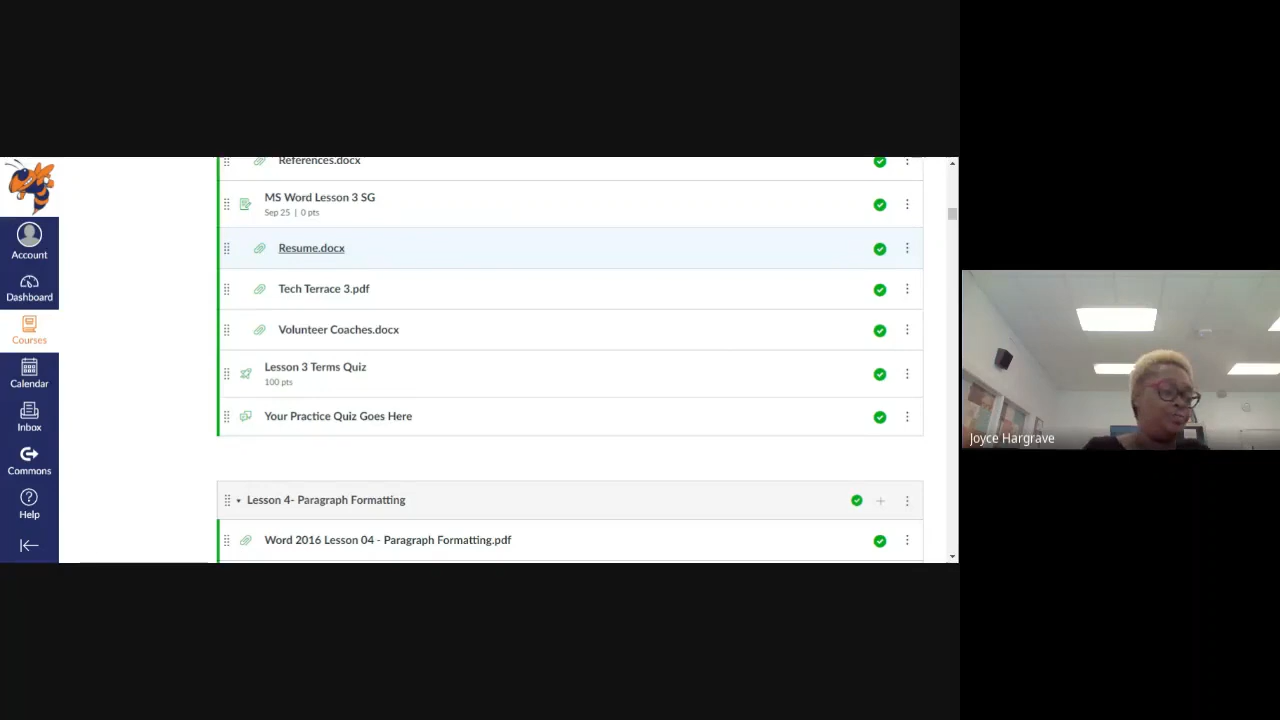 References.docx
MS Word Lesson 3 SG
Sep 25 | 0 pts
Resume.docx
Tech Terrace 3.pdf
Volunteer Coaches.docx
Lesson 3 Terms Quiz
100 pts
Your Practice Quiz Goes Here
Lesson 4- Paragraph Formatting
Word 2016 Lesson 04 - Paragraph Formatting.pdf
Account
Dashboard
Courses
Calendar
Inbox
Commons
Help
Joyce Hargrave